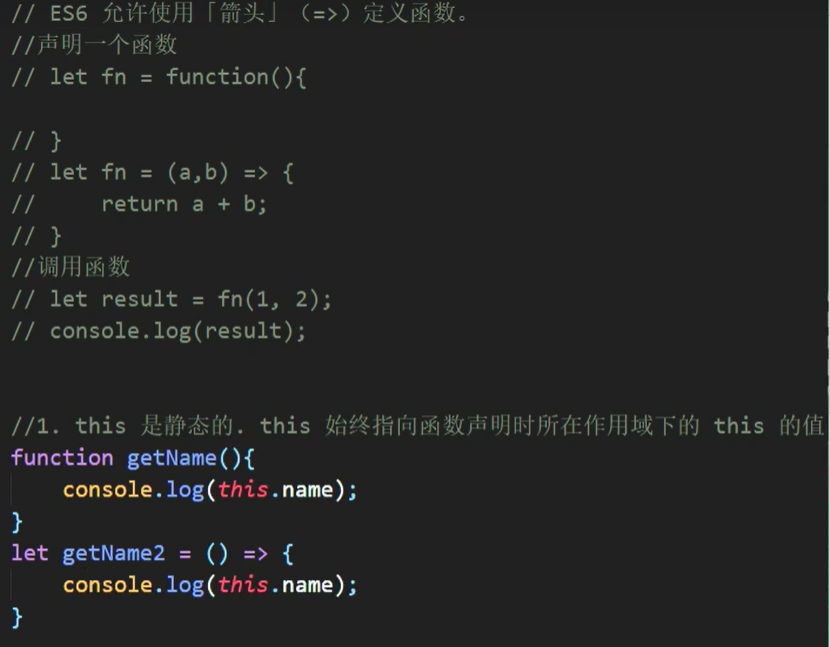 // ES6 允许使用「箭头」（=>）定义函数。
//声明一个函数
// let fn = function(){
// }
// let fn = (a,b) => {
//     return a + b;
// }
//调用函数
// let result = fn(1, 2);
// console.log(result);
//1. this 是静态的. this 始终指向函数声明时所在作用域下的 this 的值
function getName(){
    console.log(this.name);
}
let getName2 = () => {
    console.log(this.name);
}